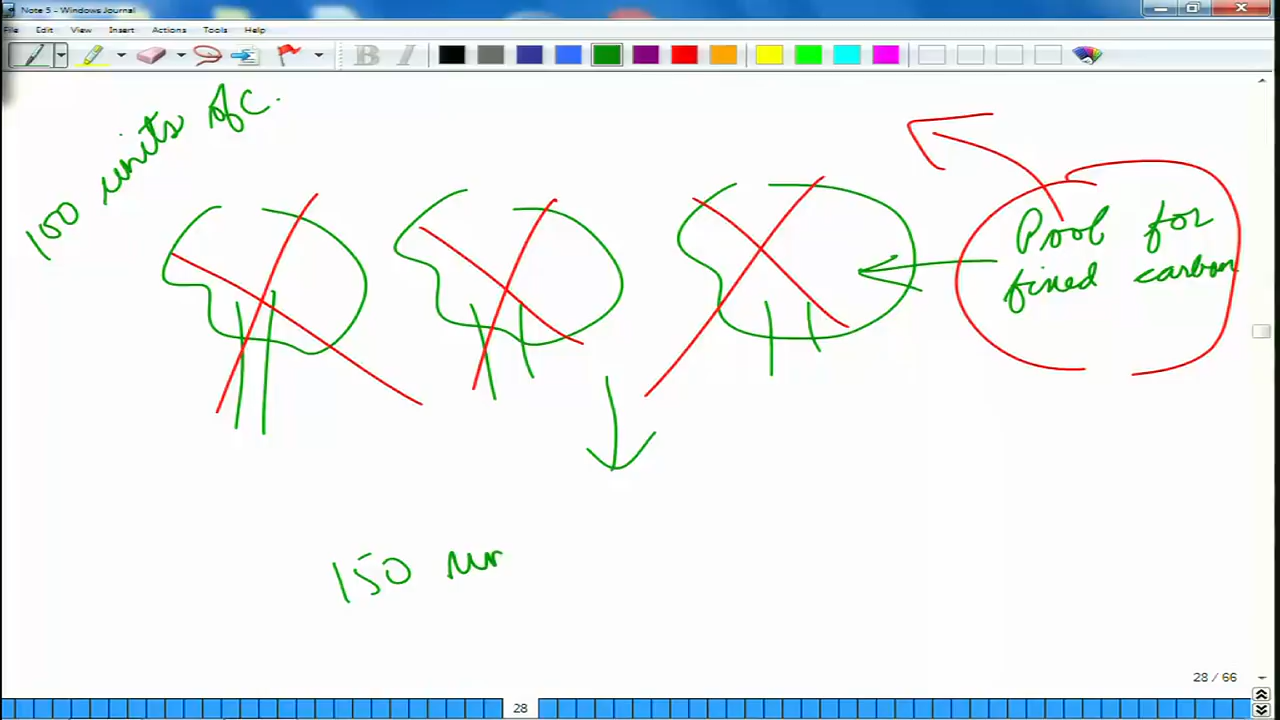 Note 5 - Windows Journal
File Edit View Insert Actions Tools Help
B I
100 units of C.
Pool for
fixed carbon
150
28 / 66
28